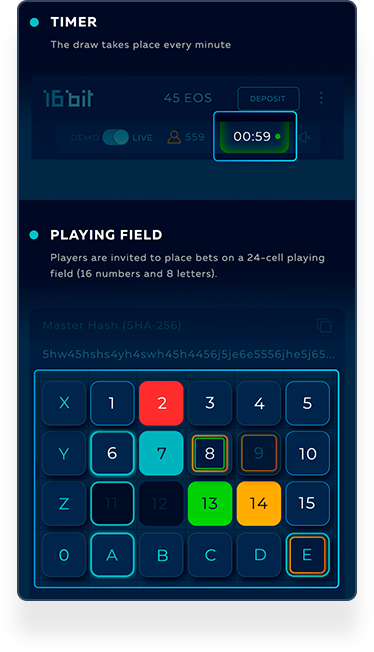 TIMER
The draw takes place every minute
16bit 45 EOS DEPOSIT
DEMO LIVE 559 00:59
PLAYING FIELD
Players are invited to place bets on a 24-cell playing
field (16 numbers and 8 letters).
Master Hash (SHA-256)
5hw45hshs4yh4swh45h4456j5je6e5556jhe5j65...
X 1 2 3 4 5
Y 6 7 8 9 10
Z 11 12 13 14 15
0 A B C D E